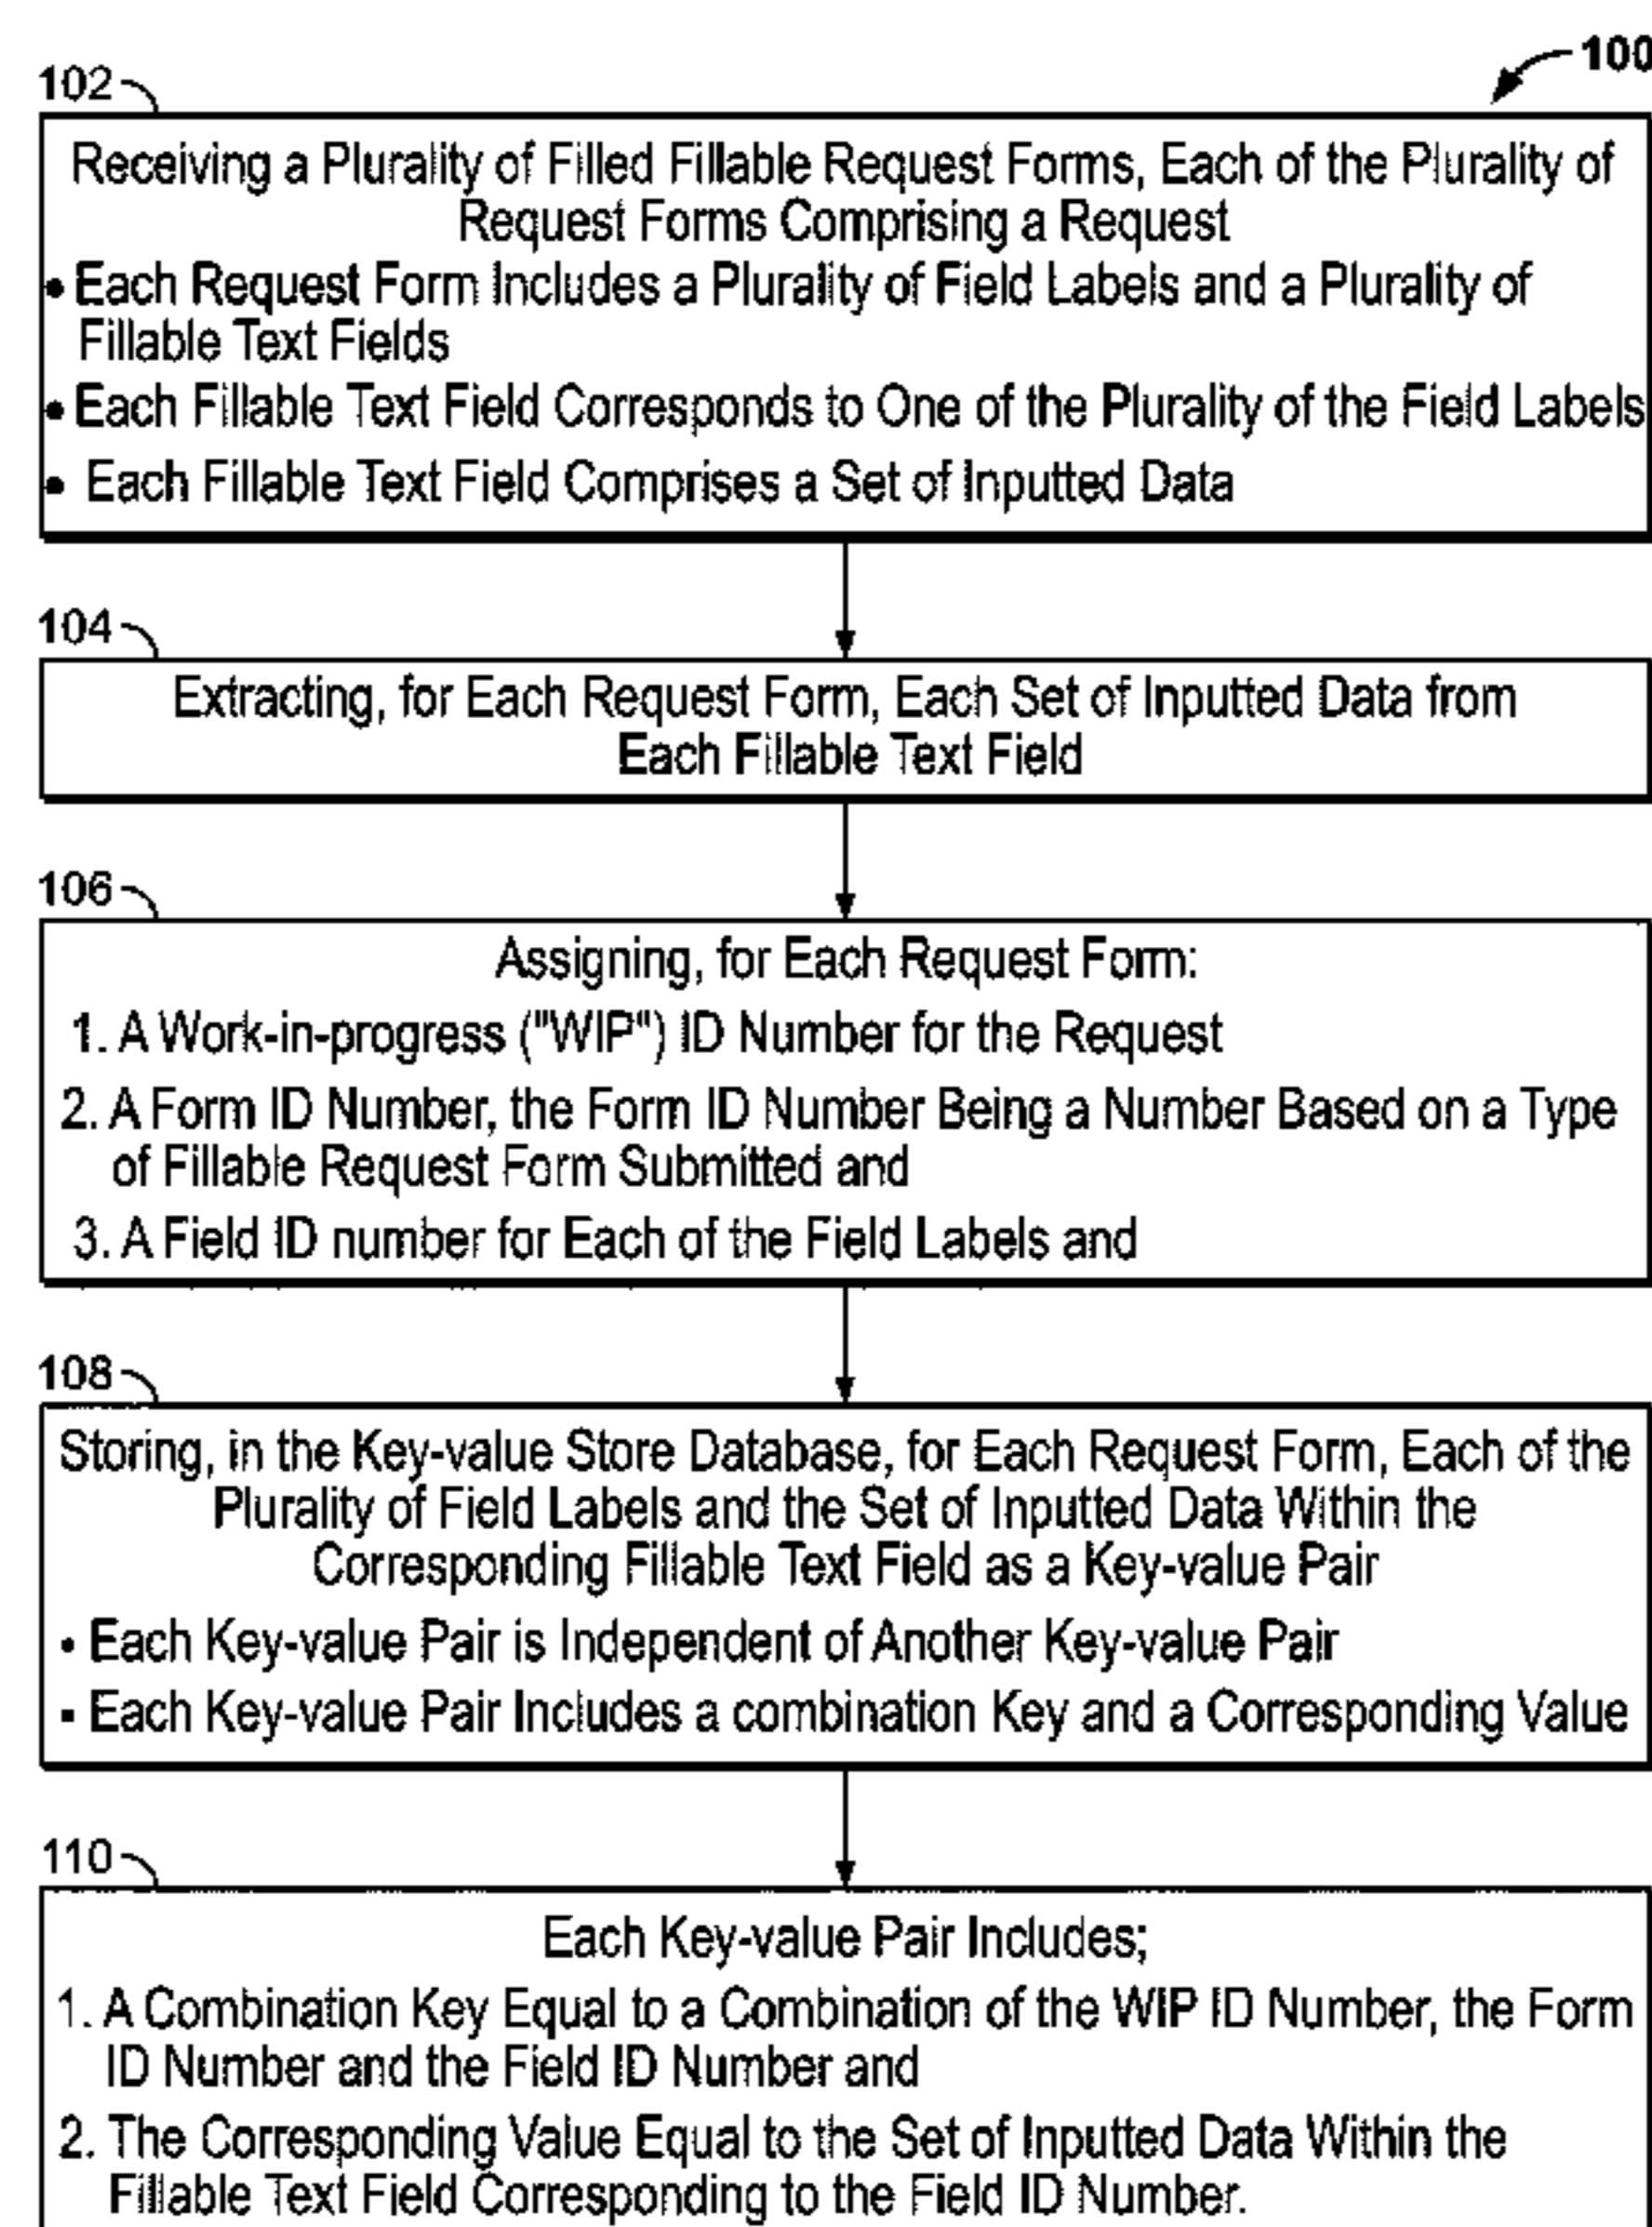 100
102
Receiving a Plurality of Filled Fillable Request Forms, Each of the Plurality of
Request Forms Comprising a Request
• Each Request Form Includes a Plurality of Field Labels and a Plurality of
Fillable Text Fields
• Each Fillable Text Field Corresponds to One of the Plurality of the Field Labels
• Each Fillable Text Field Comprises a Set of Inputted Data
104
Extracting, for Each Request Form, Each Set of Inputted Data from
Each Fillable Text Field
106
Assigning, for Each Request Form:
1. A Work-in-progress ("WIP") ID Number for the Request
2. A Form ID Number, the Form ID Number Being a Number Based on a Type
of Fillable Request Form Submitted and
3. A Field ID number for Each of the Field Labels and
108
Storing, in the Key-value Store Database, for Each Request Form, Each of the
Plurality of Field Labels and the Set of Inputted Data Within the
Corresponding Fillable Text Field as a Key-value Pair
• Each Key-value Pair is Independent of Another Key-value Pair
• Each Key-value Pair Includes a combination Key and a Corresponding Value
110
Each Key-value Pair Includes;
1. A Combination Key Equal to a Combination of the WIP ID Number, the Form
ID Number and the Field ID Number and
2. The Corresponding Value Equal to the Set of Inputted Data Within the
Fillable Text Field Corresponding to the Field ID Number.